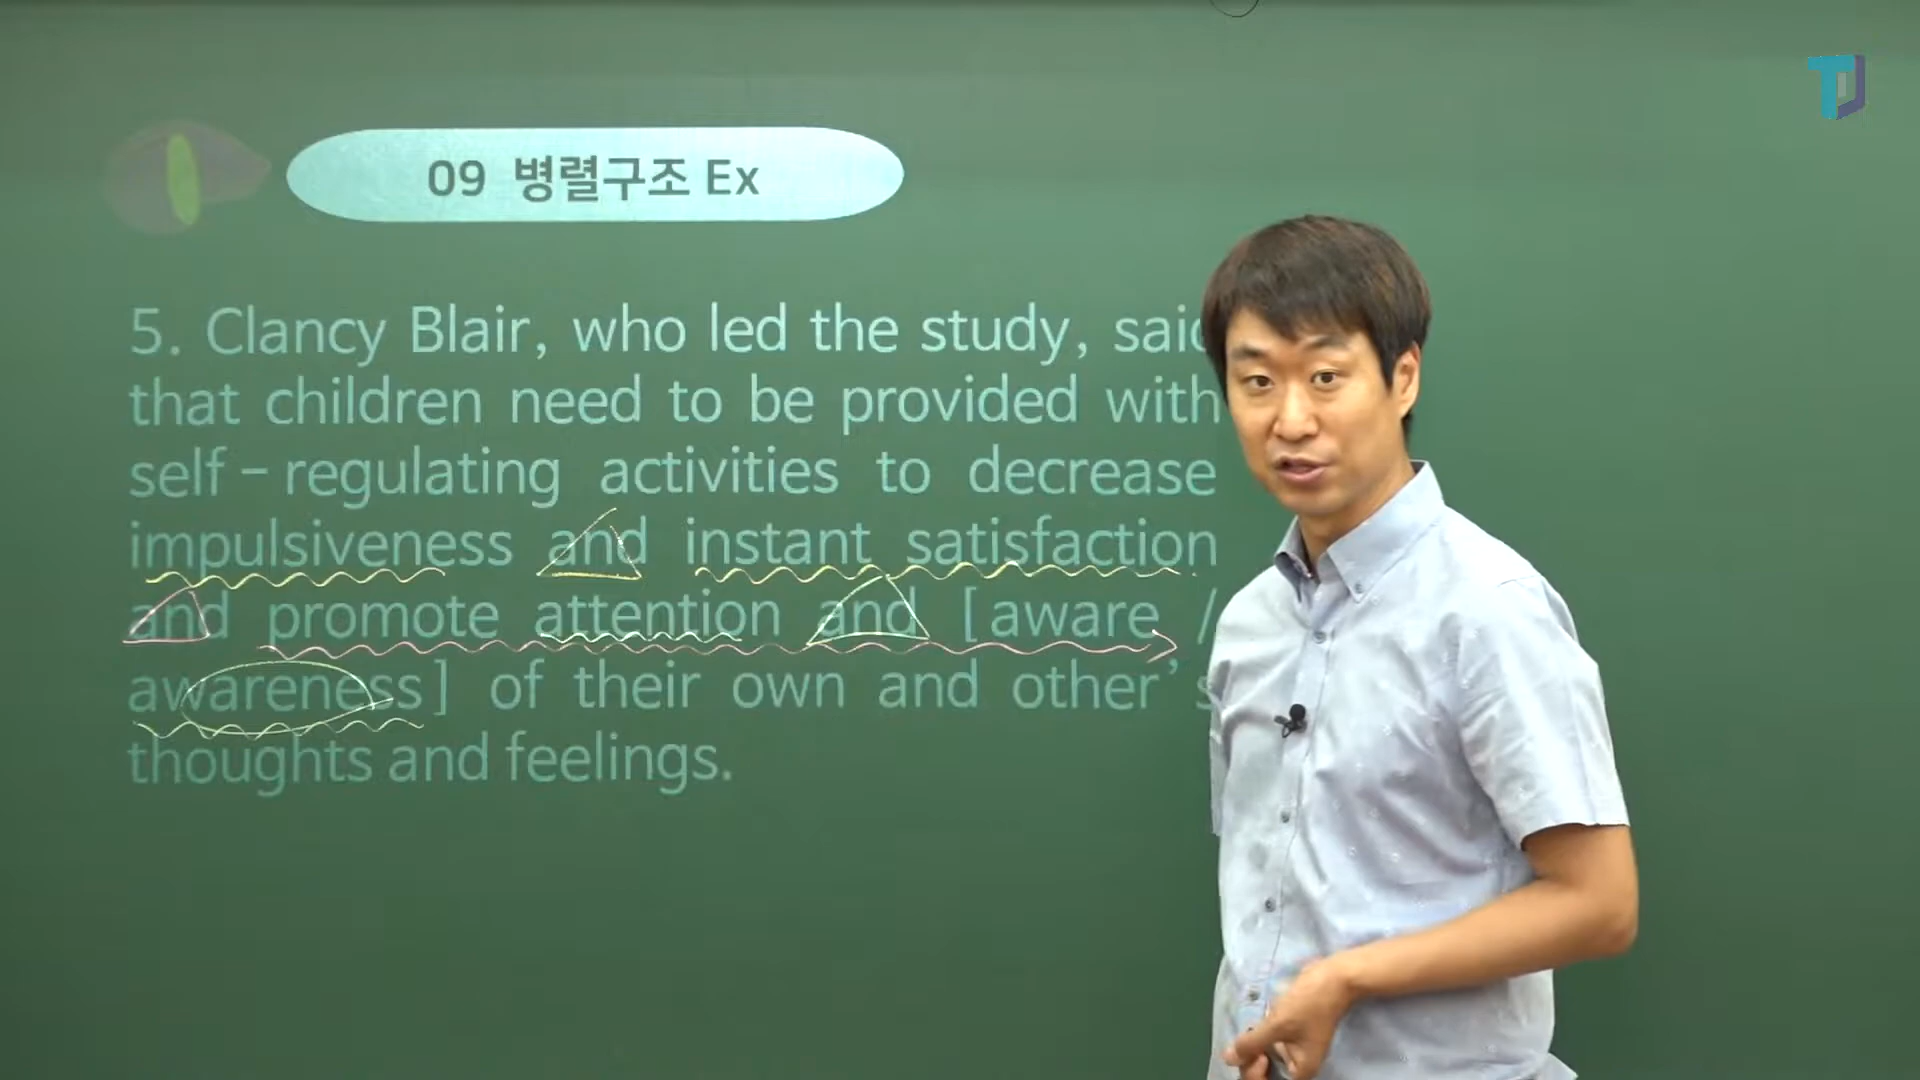 09 병렬구조 Ex
5. Clancy Blair, who led the study, said
that children need to be provided with
self-regulating activities to decrease
impulsiveness and instant satisfaction
and promote attention and [aware /
awareness] of their own and other's
thoughts and feelings.